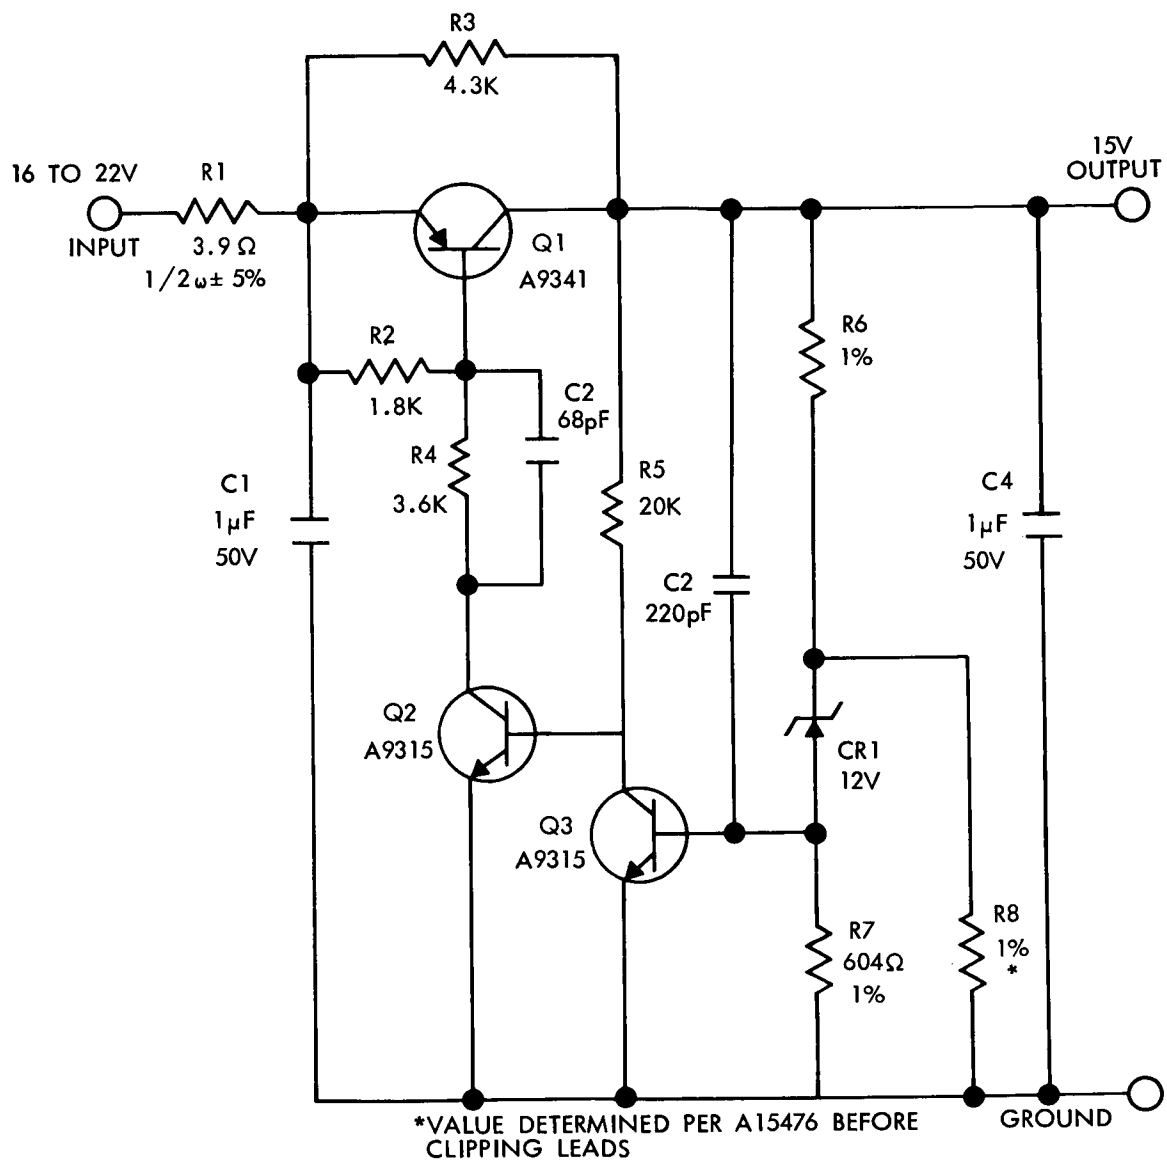 R3
4.3K
16 TO 22V
INPUT
R1
3.9Ω
1/2ω± 5%
Q1
A9341
15V
OUTPUT
R2
1.8K
C2
68pF
R6
1%
R4
3.6K
C1
1μF
50V
R5
20K
C2
220pF
C4
1μF
50V
Q2
A9315
CR1
12V
Q3
A9315
R7
604Ω
1%
R8
1%
*
*VALUE DETERMINED PER A15476 BEFORE
CLIPPING LEADS
GROUND